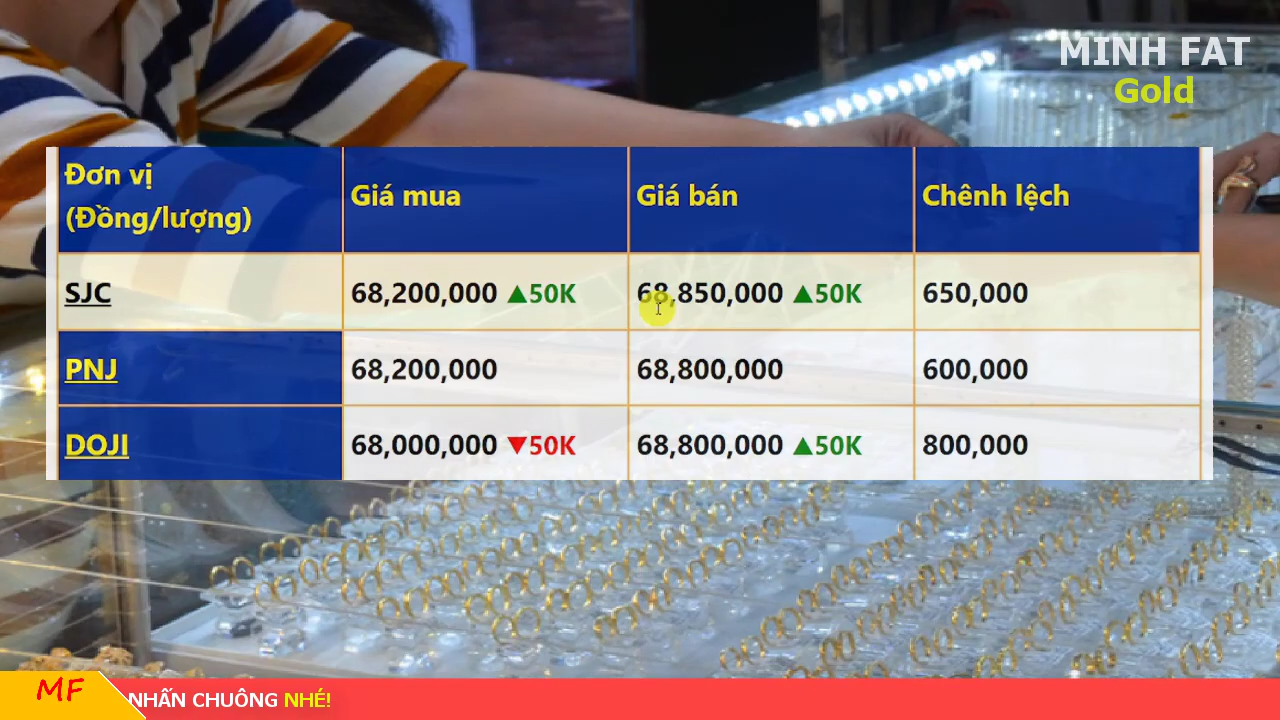 MINH FAT
Gold
Đơn vị
(Đồng/lượng) Giá mua Giá bán Chênh lệch
SJC 68,200,000 ▲50K 68,850,000 ▲50K 650,000
PNJ 68,200,000 68,800,000 600,000
DOJI 68,000,000 ▼50K 68,800,000 ▲50K 800,000
MF NHẤN CHUÔNG NHÉ!